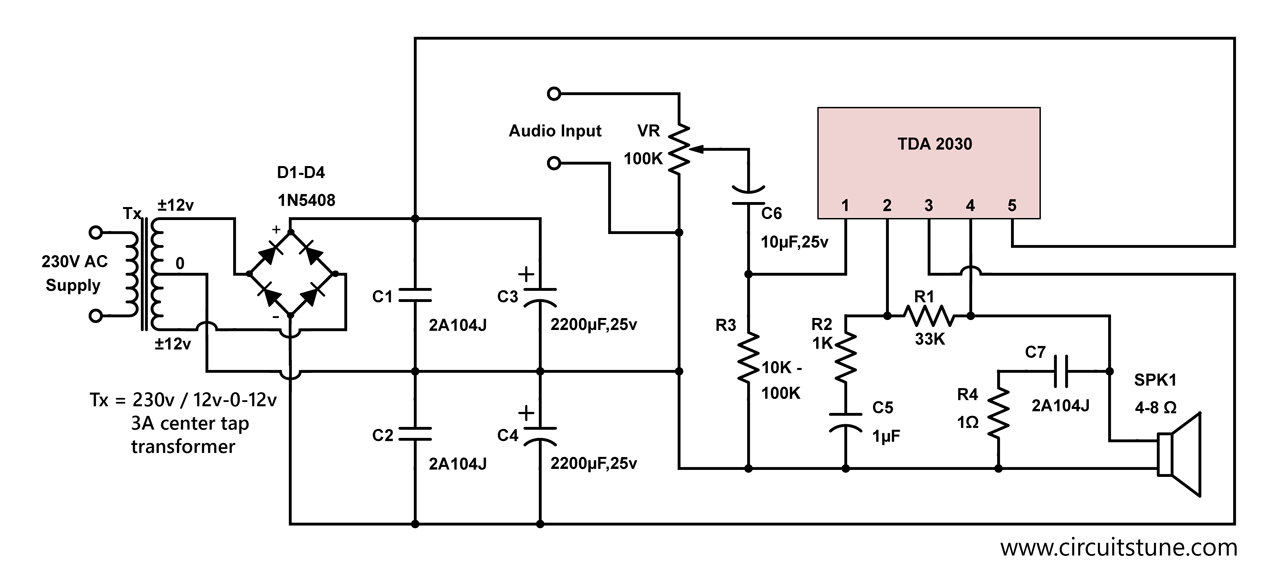 Audio Input
VR
100K
TDA 2030
1 2 3 4 5
D1-D4
1N5408
Tx
±12v
0
±12v
230V AC
Supply
+
-
C6
10µF,25v
C1
2A104J
+
C3
2200µF,25v
R3
10K -
100K
R2
1K
R1
33K
C5
1µF
C7
2A104J
R4
1Ω
SPK1
4-8 Ω
C2
2A104J
+
C4
2200µF,25v
Tx = 230v / 12v-0-12v
3A center tap
transformer
www.circuitstune.com